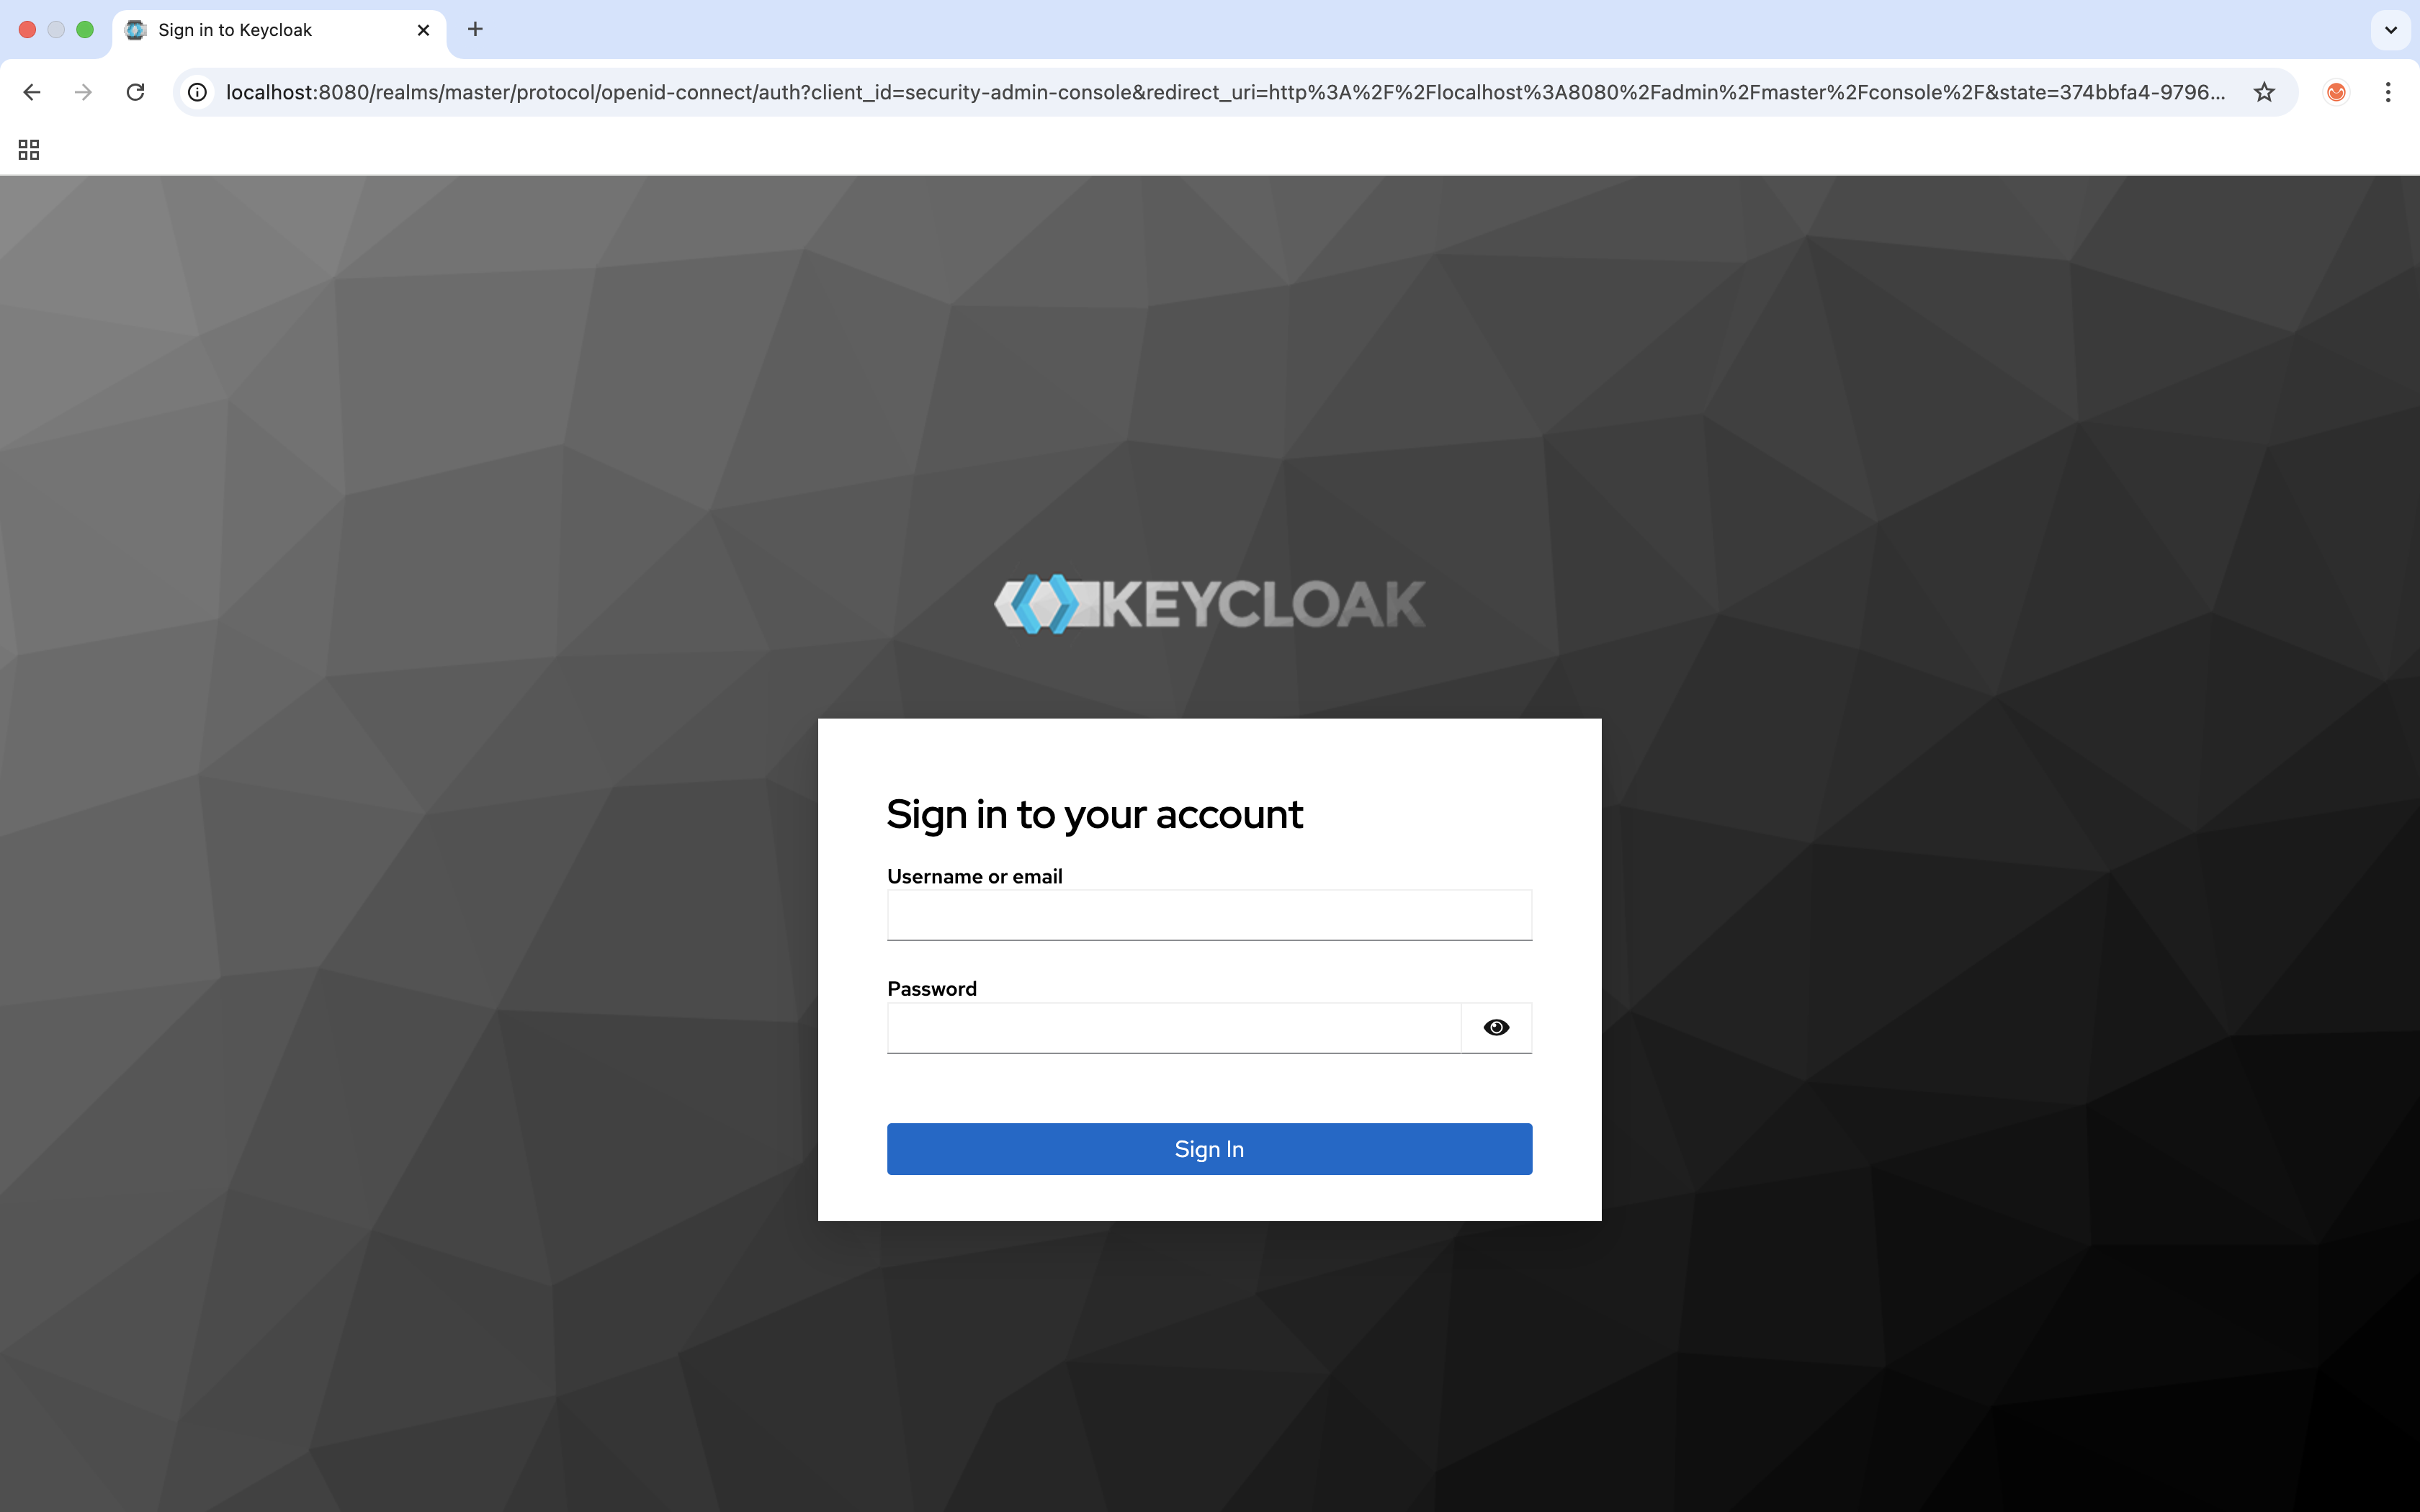 Sign in to Keycloak
localhost:8080/realms/master/protocol/openid-connect/auth?client_id=security-admin-console&redirect_uri=http%3A%2F%2Flocalhost%3A8080%2Fadmin%2Fmaster%2Fconsole%2F&state=374bbfa4-9796...
KEYCLOAK
Sign in to your account
Username or email
Password
Sign In